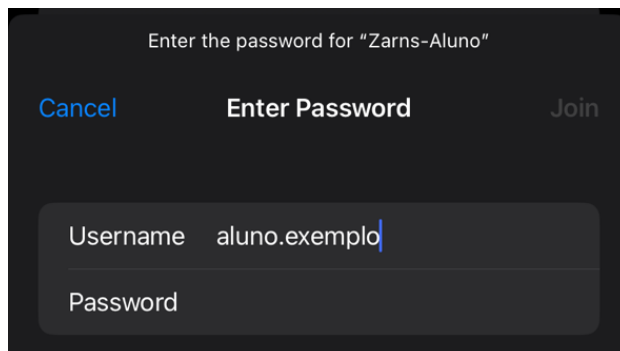 Enter the password for “Zarns-Aluno”
Cancel Enter Password Join
Username aluno.exemplo
Password